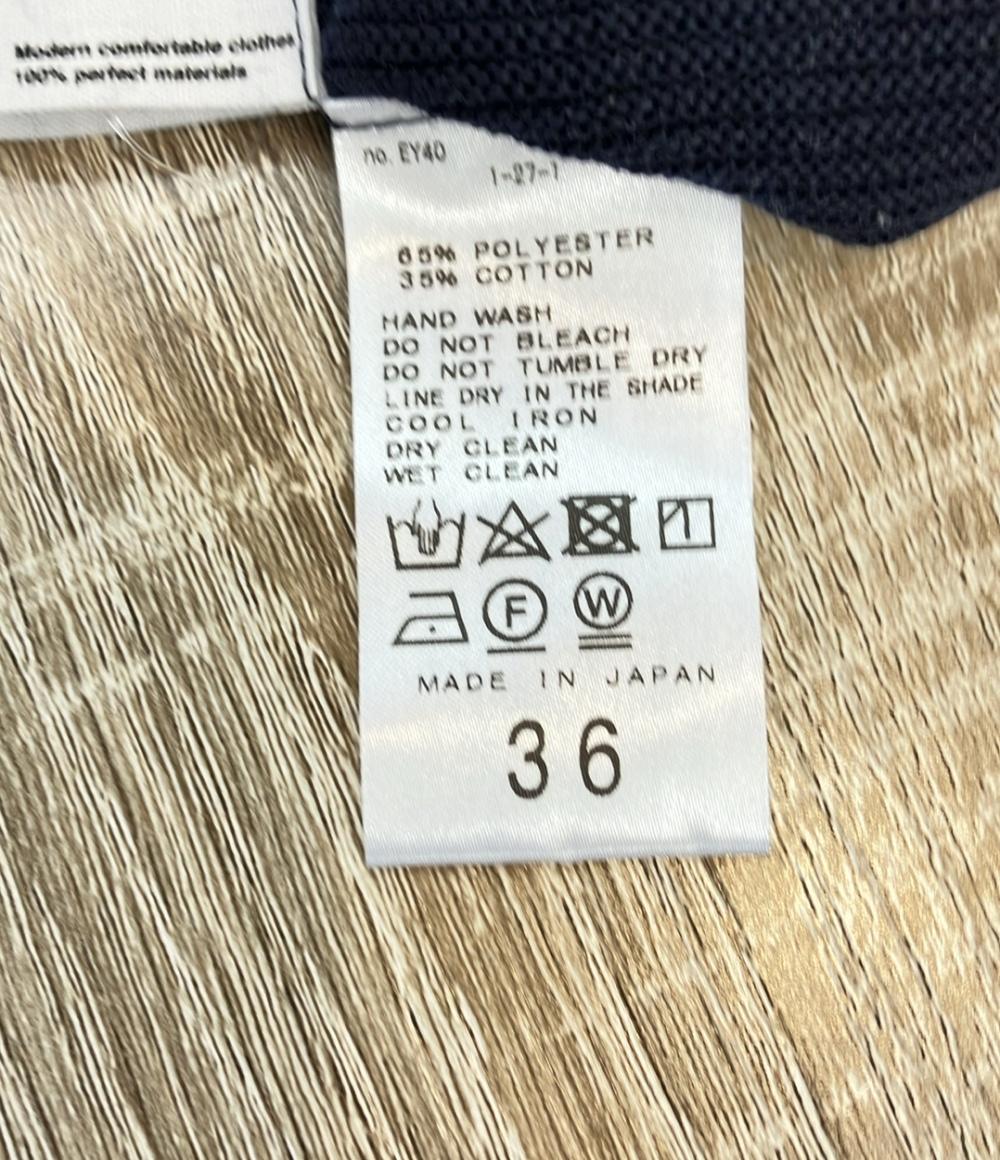 Modern comfortable clothes
100% perfect materials
no. EY40
1-27-1
65% POLYESTER
35% COTTON
HAND WASH
DO NOT BLEACH
DO NOT TUMBLE DRY
LINE DRY IN THE SHADE
COOL IRON
DRY CLEAN
WET CLEAN
F W
MADE IN JAPAN
36